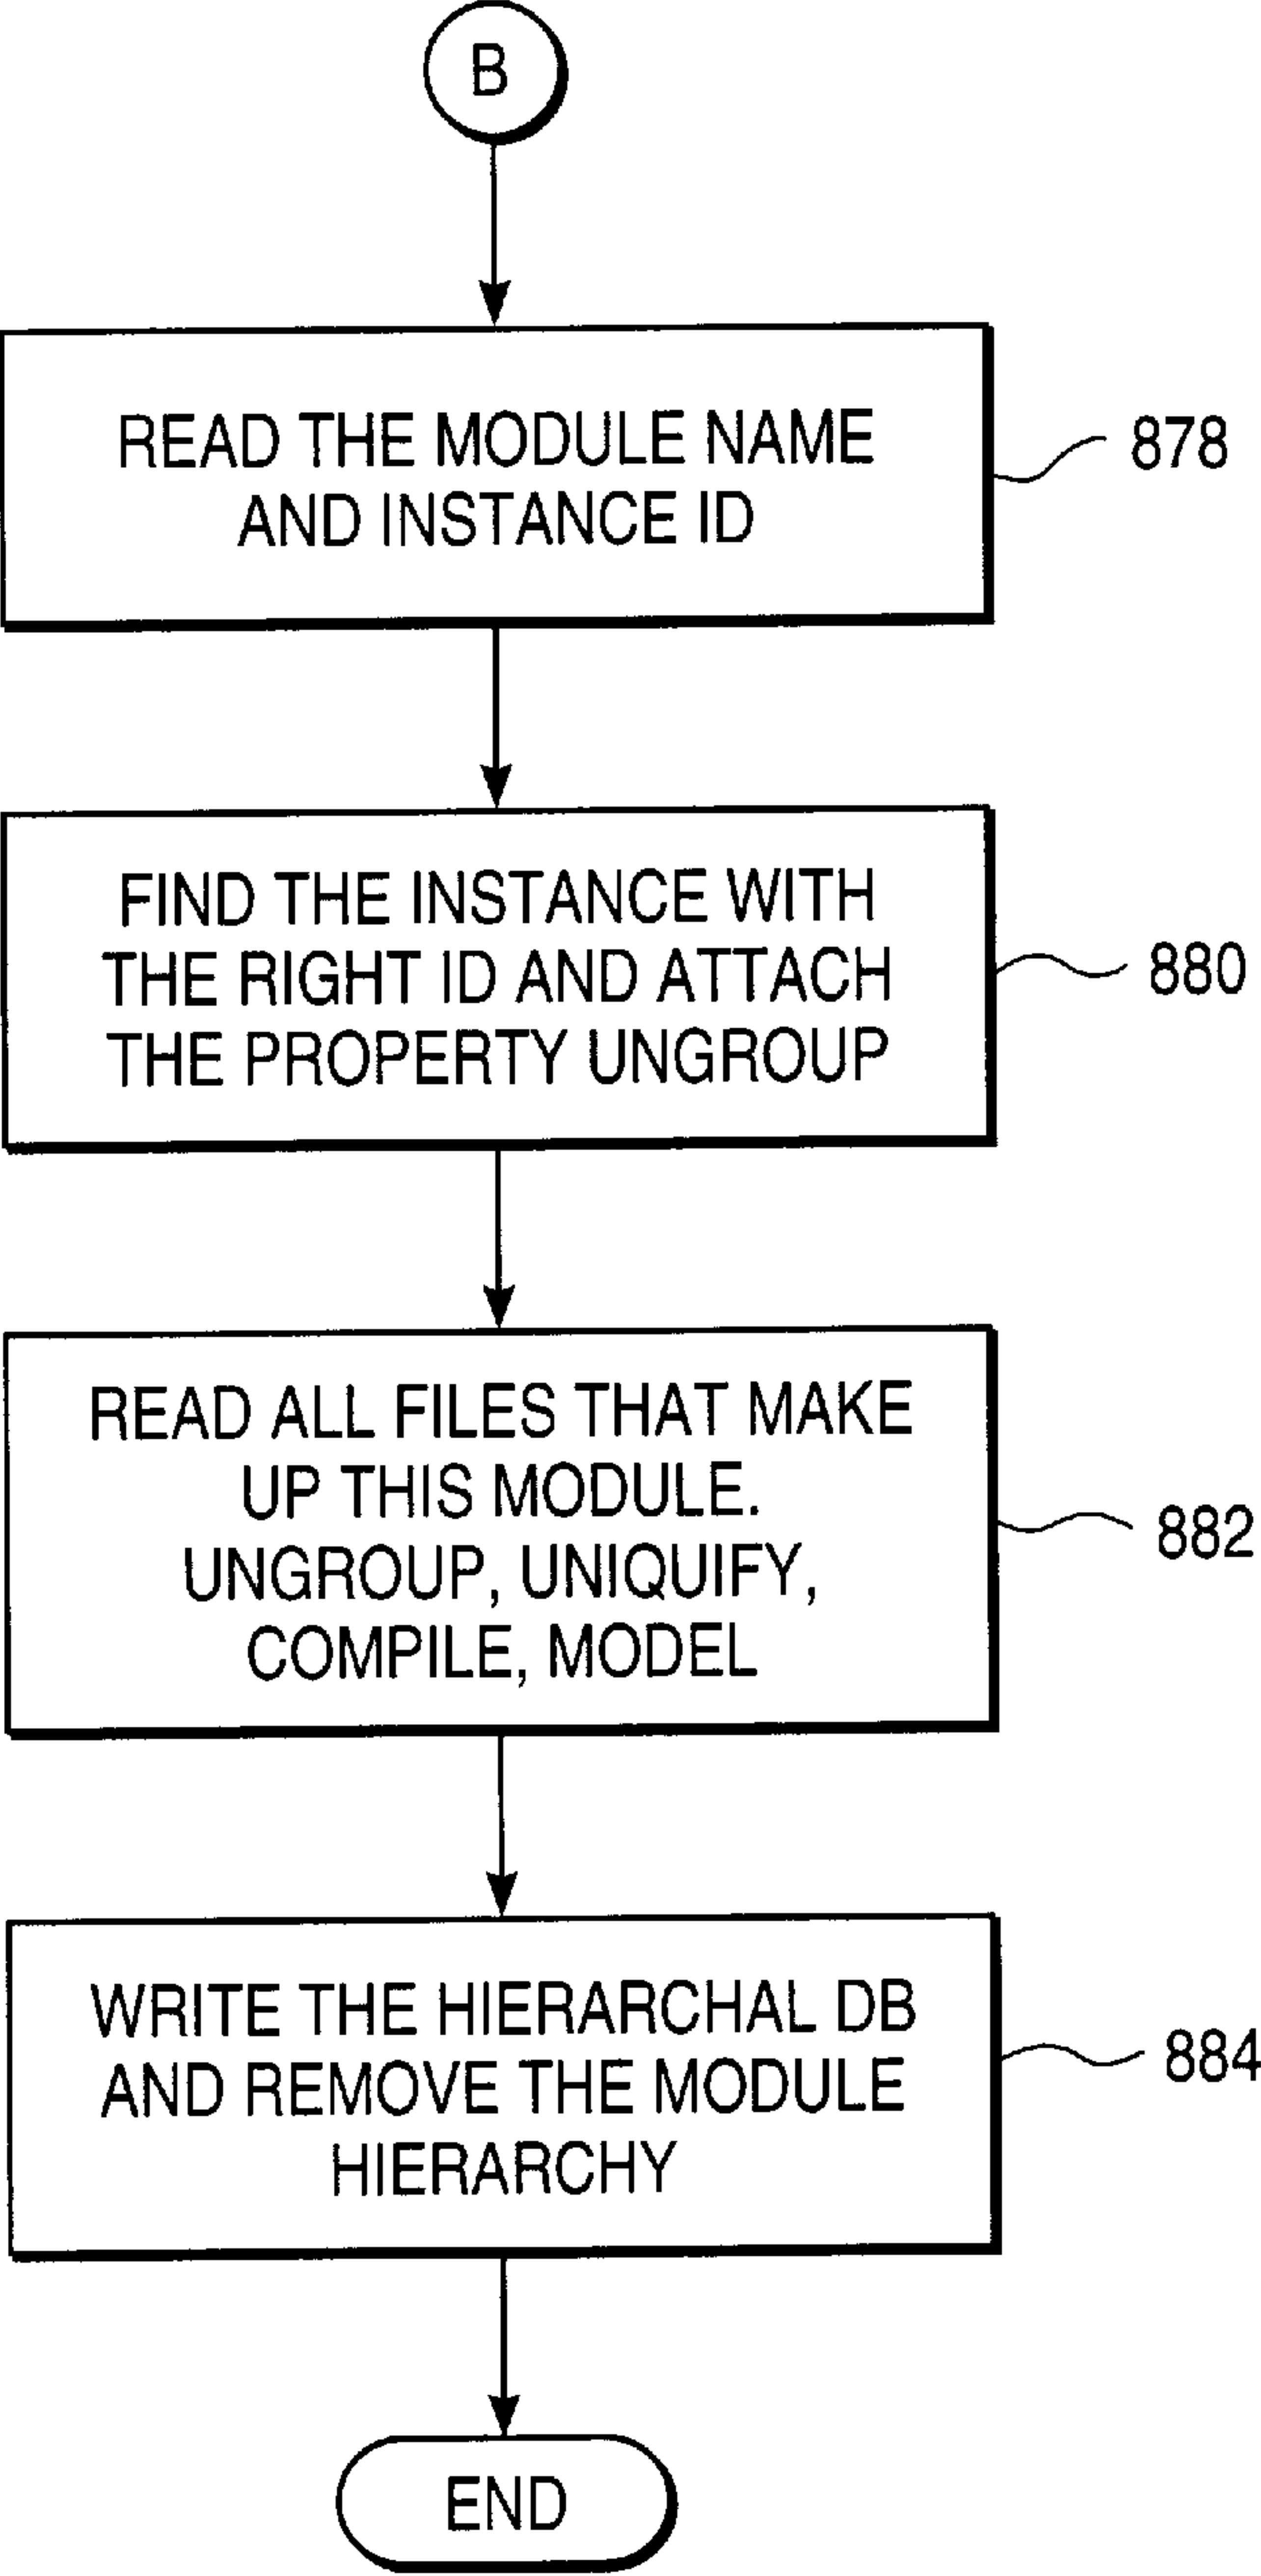 B
READ THE MODULE NAME
AND INSTANCE ID
878
FIND THE INSTANCE WITH
THE RIGHT ID AND ATTACH
THE PROPERTY UNGROUP
880
READ ALL FILES THAT MAKE
UP THIS MODULE.
UNGROUP, UNIQUIFY,
COMPILE, MODEL
882
WRITE THE HIERARCHAL DB
AND REMOVE THE MODULE
HIERARCHY
884
END